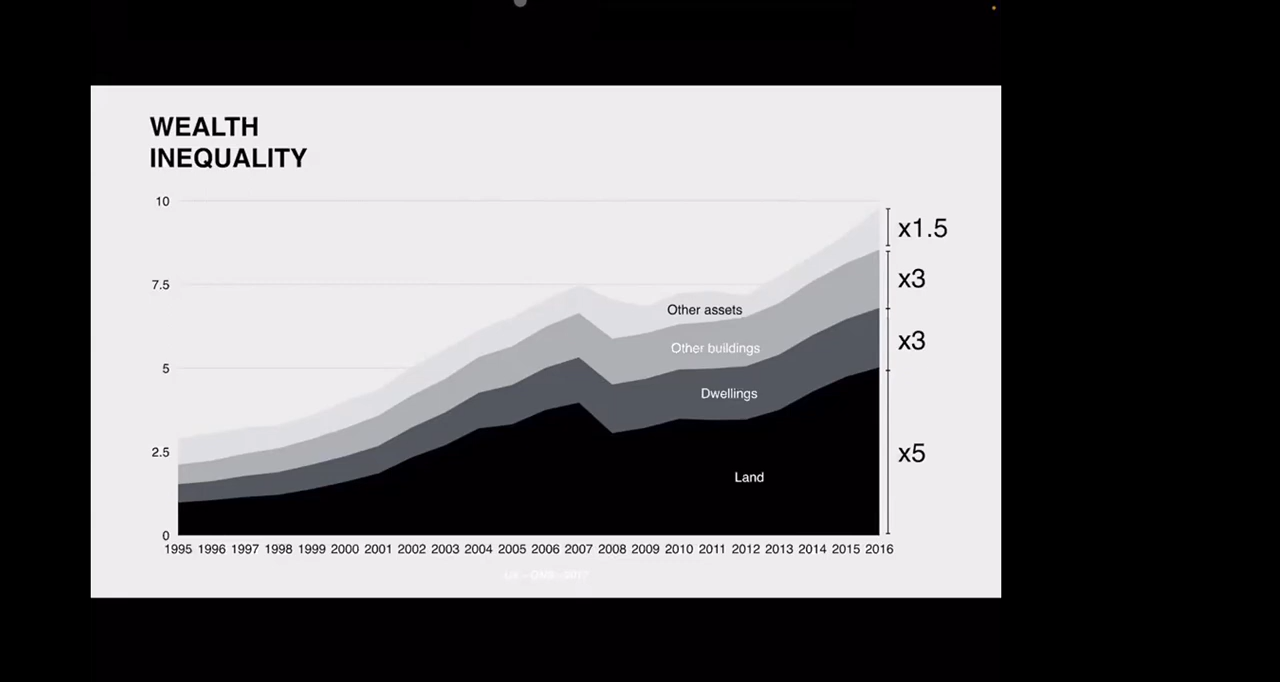 WEALTH
INEQUALITY
10
x1.5
7.5
x3
Other assets
x3
Other buildings
5
Dwellings
2.5
x5
Land
0
1995 1996 1997 1998 1999 2000 2001 2002 2003 2004 2005 2006 2007 2008 2009 2010 2011 2012 2013 2014 2015 2016